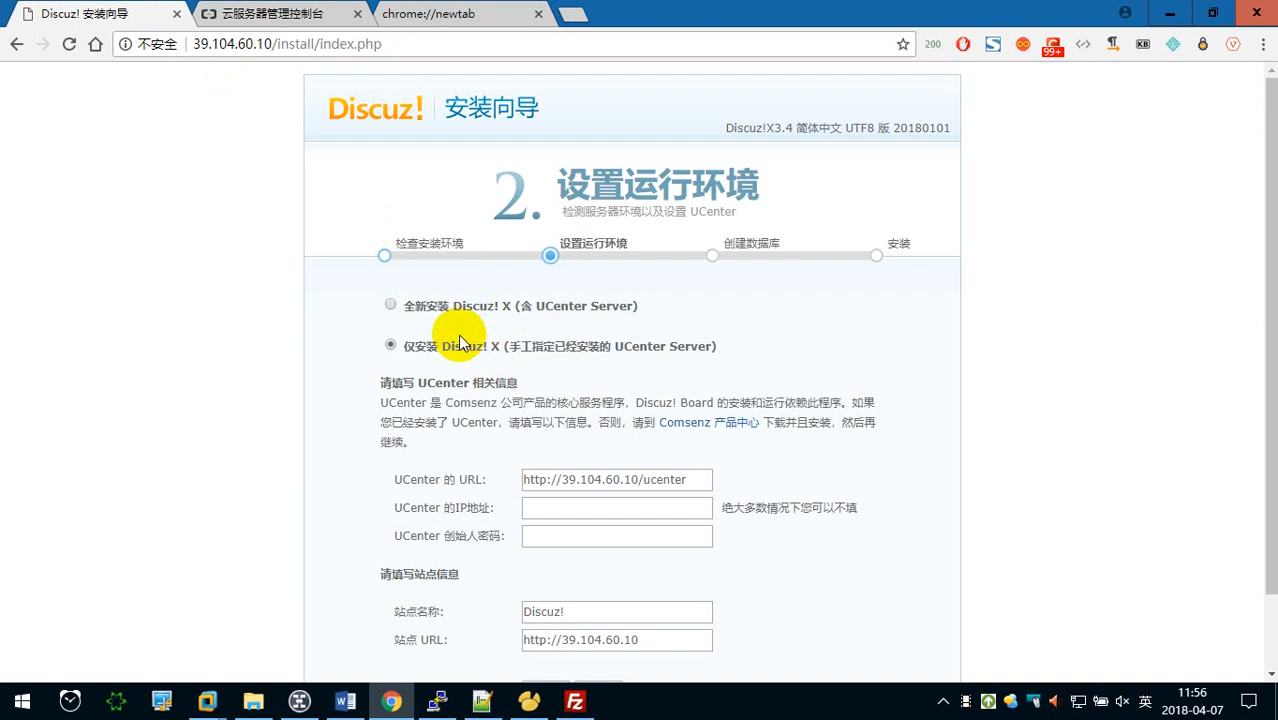 Discuz! 安装向导
云服务器管理控制台
chrome://newtab
不安全
39.104.60.10/install/index.php
200
99+
KB
Discuz! 安装向导
Discuz!X3.4 简体中文 UTF8 版 20180101
2. 设置运行环境
检测服务器环境以及设置 UCenter
检查安装环境 设置运行环境 创建数据库 安装
全新安装 Discuz! X (含 UCenter Server)
仅安装 Discuz! X (手工指定已经安装的 UCenter Server)
请填写 UCenter 相关信息
UCenter 是 Comsenz 公司产品的核心服务程序，Discuz! Board 的安装和运行依赖此程序。如果
您已经安装了 UCenter，请填写以下信息。否则，请到 Comsenz 产品中心 下载并且安装，然后再
继续。
UCenter 的 URL: http://39.104.60.10/ucenter
UCenter 的IP地址: 绝大多数情况下您可以不填
UCenter 创始人密码:
请填写站点信息
站点名称: Discuz!
站点 URL: http://39.104.60.10
英
11:56
2018-04-07